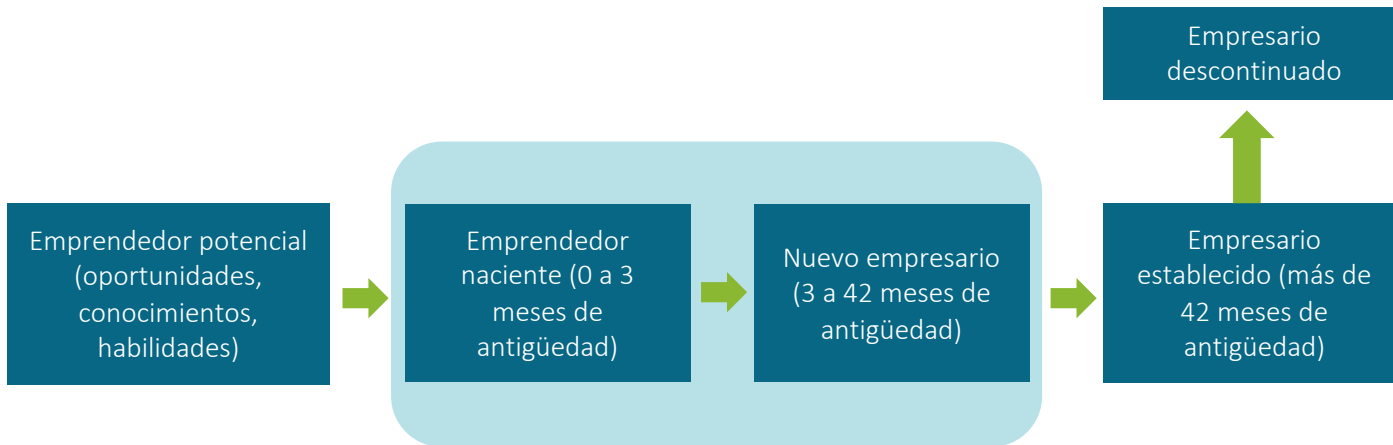 Empresario
descontinuado
Emprendedor potencial
(oportunidades,
conocimientos,
habilidades)
Emprendedor
naciente (0 a 3
meses de
antigüedad)
Nuevo empresario
(3 a 42 meses de
antigüedad)
Empresario
establecido (más de
42 meses de
antigüedad)